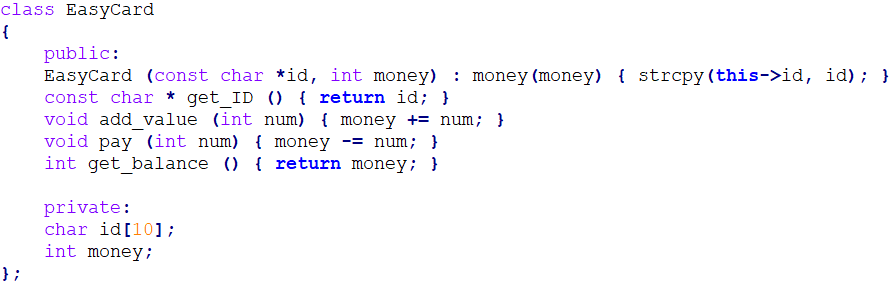 class EasyCard
{
    public:
    EasyCard (const char *id, int money) : money(money) { strcpy(this->id, id); }
    const char * get_ID () { return id; }
    void add_value (int num) { money += num; }
    void pay (int num) { money -= num; }
    int get_balance () { return money; }

    private:
    char id[10];
    int money;
};